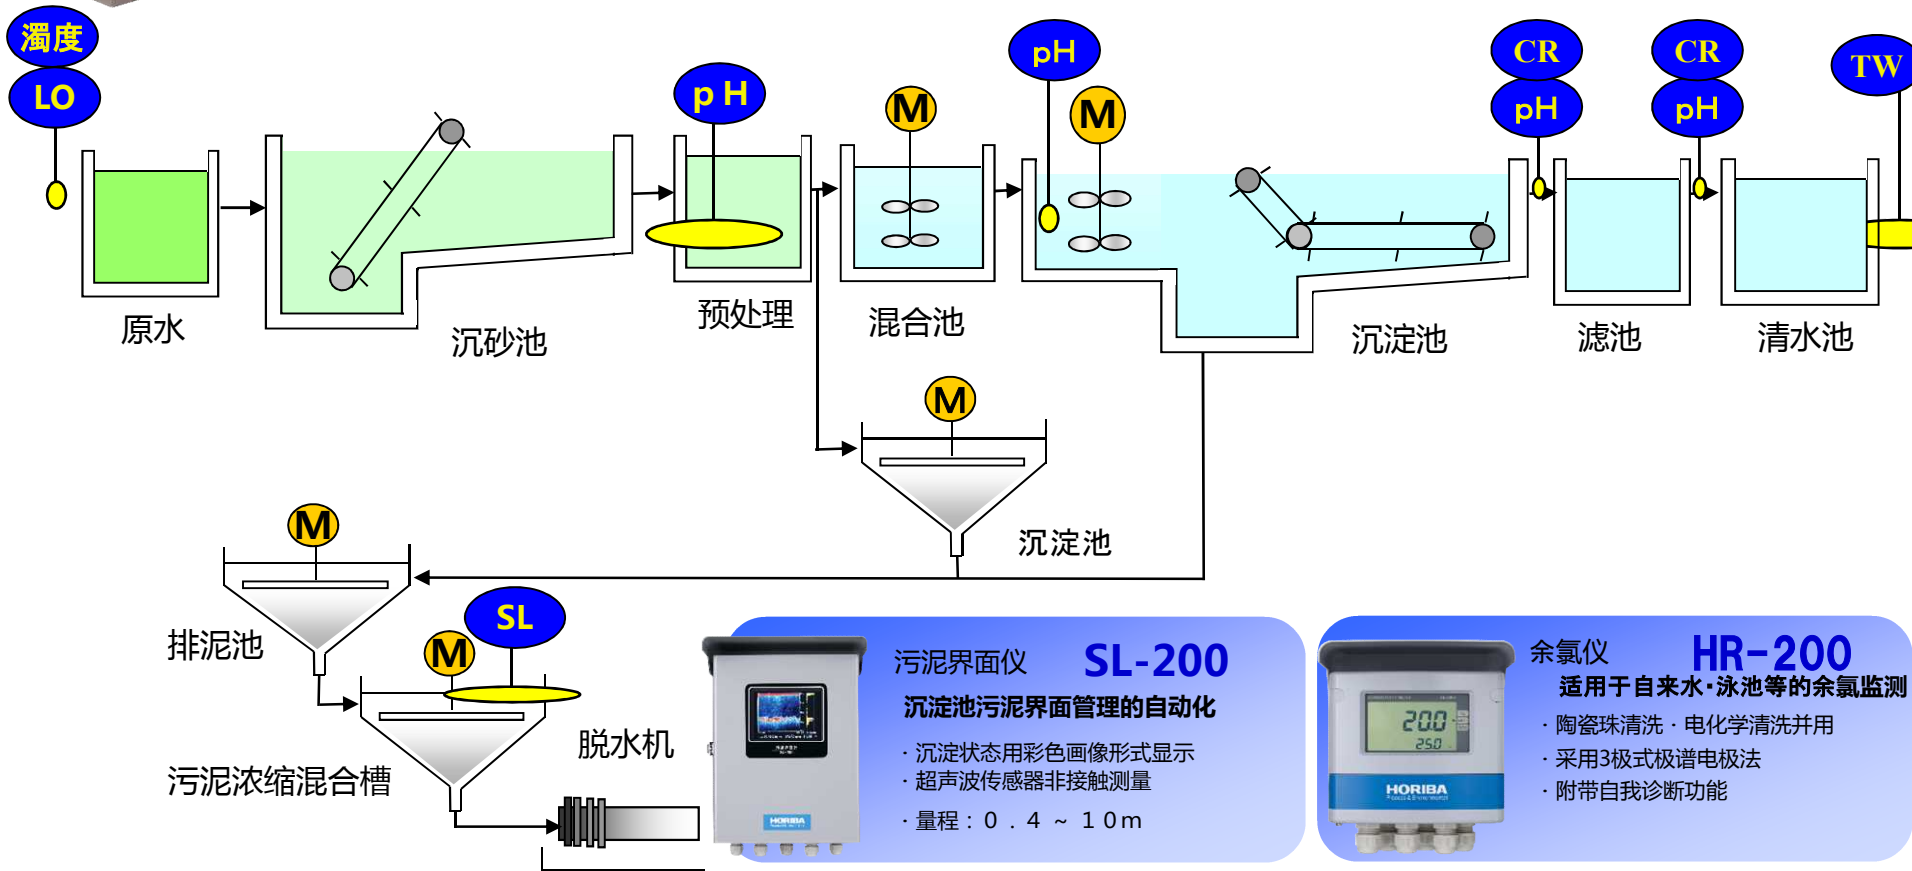 濁度
LO
pH
pH
M
M
CR
pH
CR
pH
TW
原水
沉砂池
预处理
混合池
沉淀池
滤池
清水池
M
沉淀池
M
排泥池
SL
M
污泥浓缩混合槽
脱水机
污泥界面仪 SL-200
沉淀池污泥界面管理的自动化
· 沉淀状态用彩色画像形式显示
· 超声波传感器非接触测量
· 量程：０．４ ~ １０ｍ
HORIBA
余氯仪 HR-200
适用于自来水·泳池等的余氯监测
· 陶瓷珠清洗 · 电化学清洗并用
· 采用3极式极谱电极法
· 附带自我诊断功能
20.0
25.0
HORIBA